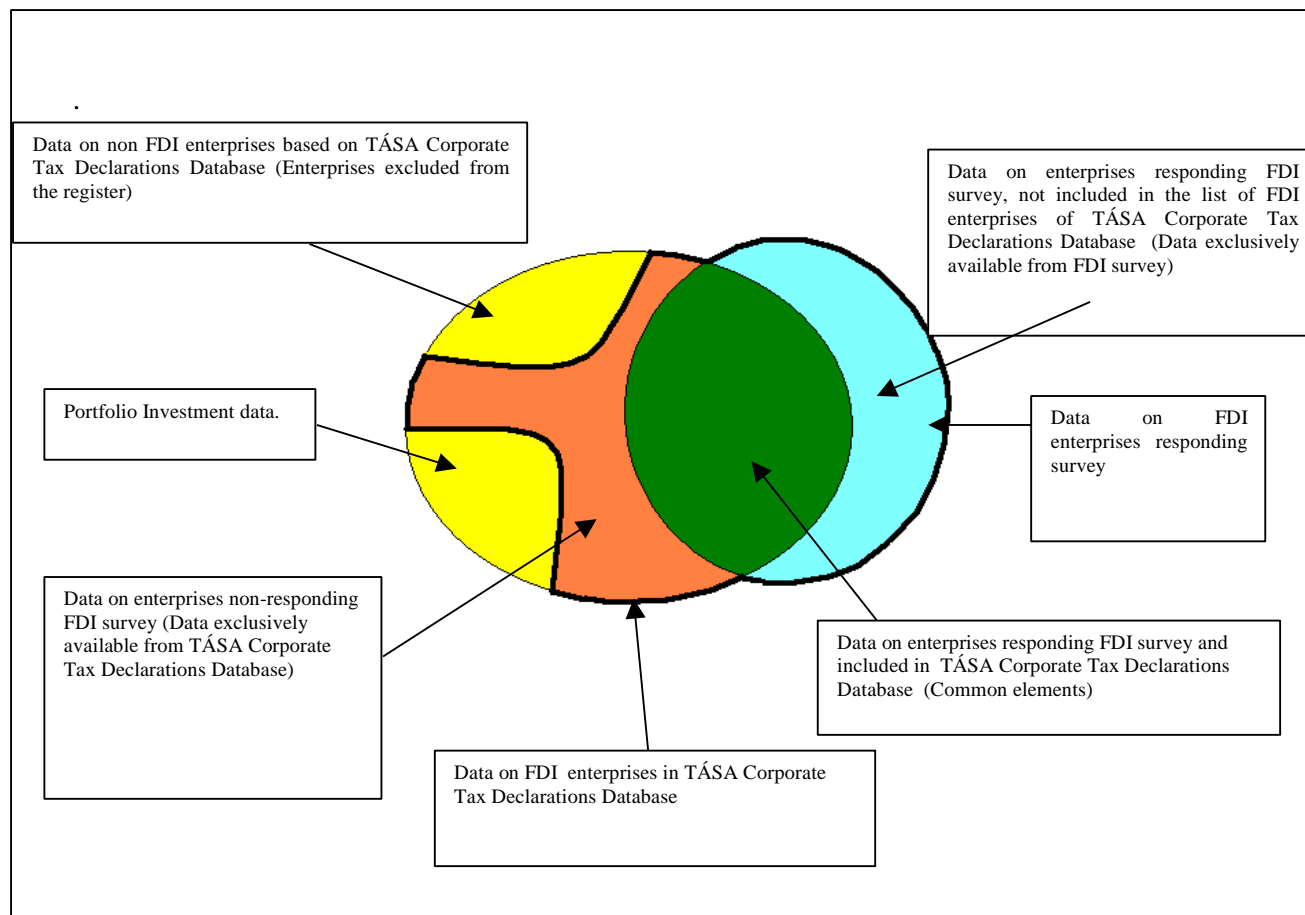 .
Data on non FDI enterprises based on TÁSA Corporate
Tax Declarations Database (Enterprises excluded from
the register)
Data on enterprises responding FDI
survey, not included in the list of FDI
enterprises of TÁSA Corporate Tax
Declarations Database (Data exclusively
available from FDI survey)
Portfolio Investment data.
Data on FDI
enterprises responding
survey
Data on enterprises non-responding
FDI survey (Data exclusively
available from TÁSA Corporate
Tax Declarations Database)
Data on enterprises responding FDI survey and
included in TÁSA Corporate Tax Declarations
Database (Common elements)
Data on FDI enterprises in TÁSA Corporate
Tax Declarations Database